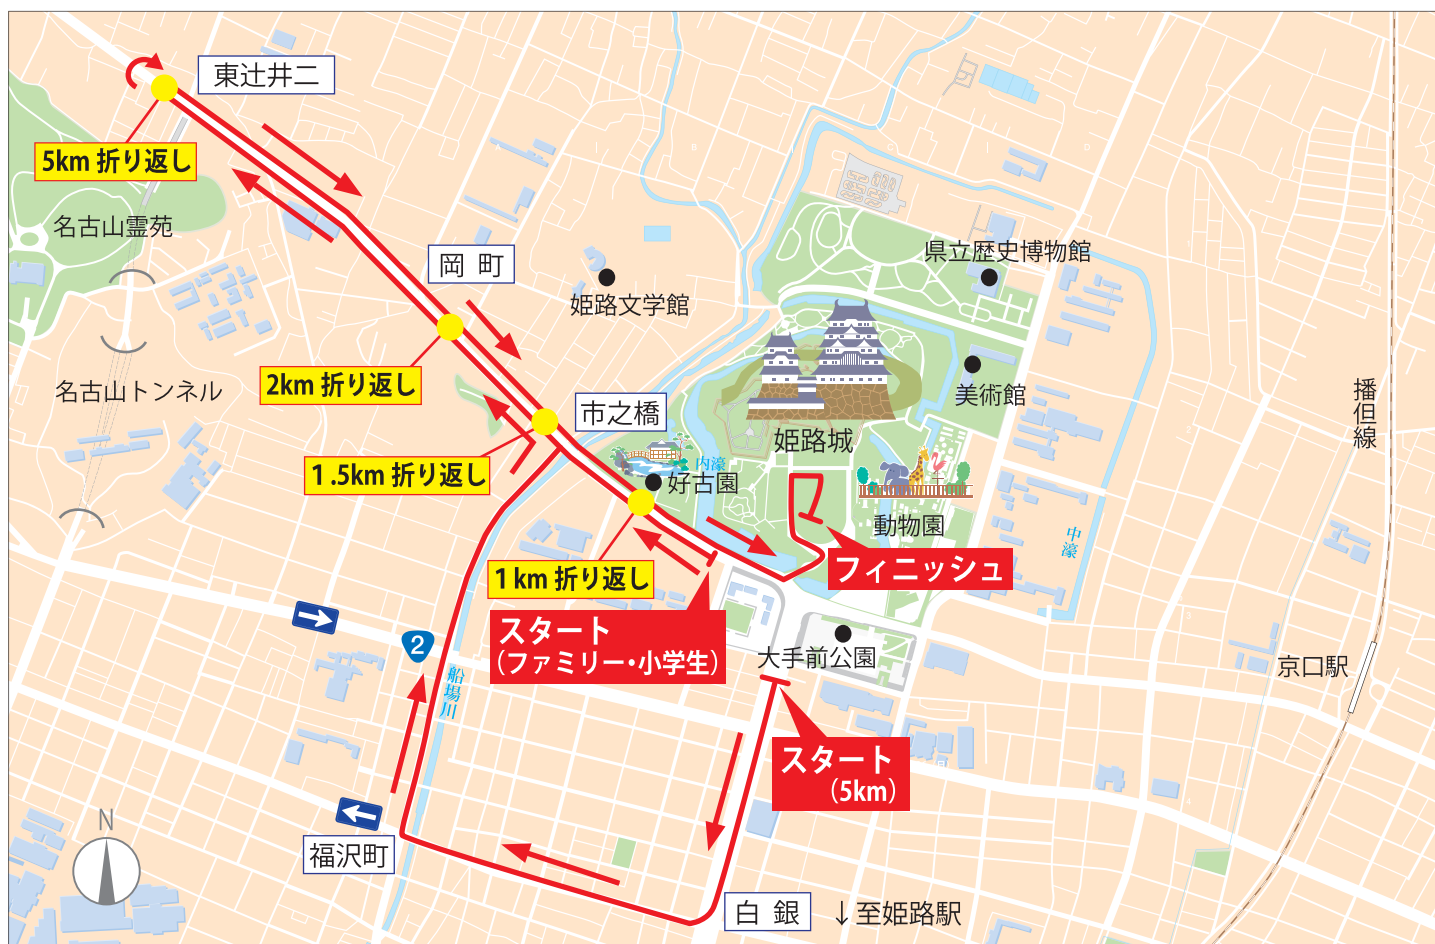 東辻井二
5km 折り返し
名古山霊苑
岡 町
姫路文学館
県立歴史博物館
2km 折り返し
名古山トンネル
美術館
播但線
市之橋
姫路城
1.5km 折り返し
内濠
好古園
動物園
中濠
1km 折り返し
フィニッシュ
スタート
(ファミリー・小学生)
2
大手前公園
船場川
京口駅
スタート
(5km)
N
福沢町
白 銀
↓至姫路駅